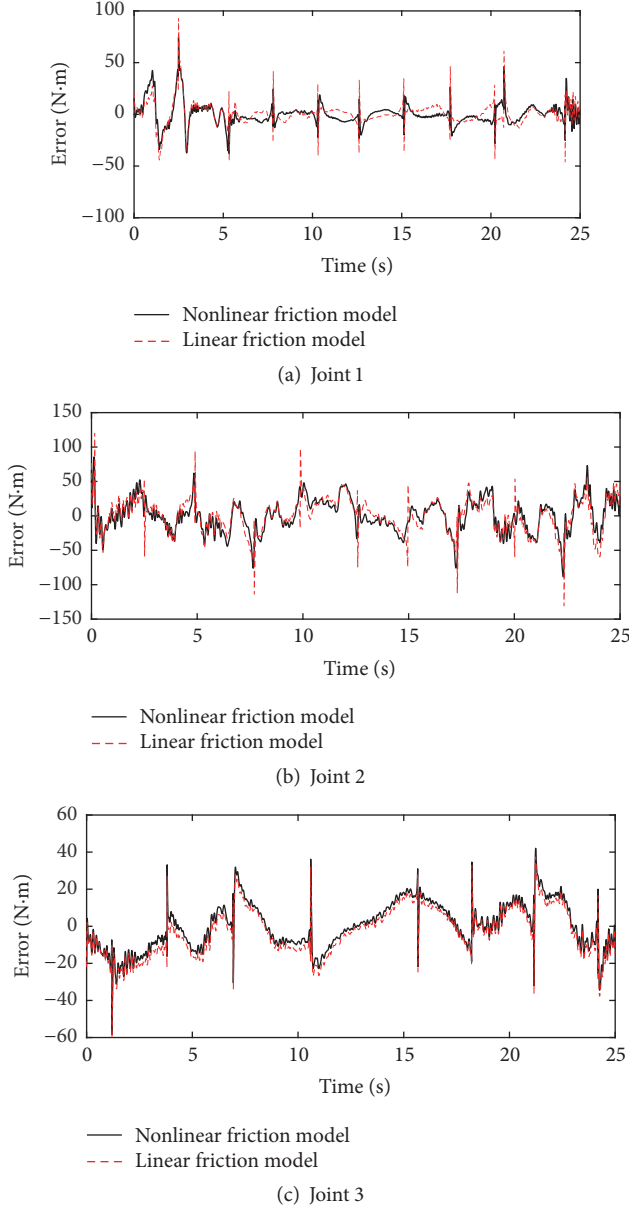 100
50
0
−50
−100
Error (N·m)
0
5
10
15
20
25
Time (s)
Nonlinear friction model
Linear friction model
(a) Joint 1
150
100
50
0
−50
−100
−150
Error (N·m)
0
5
10
15
20
25
Time (s)
Nonlinear friction model
Linear friction model
(b) Joint 2
60
40
20
0
−20
−40
−60
Error (N·m)
0
5
10
15
20
25
Time (s)
Nonlinear friction model
Linear friction model
(c) Joint 3